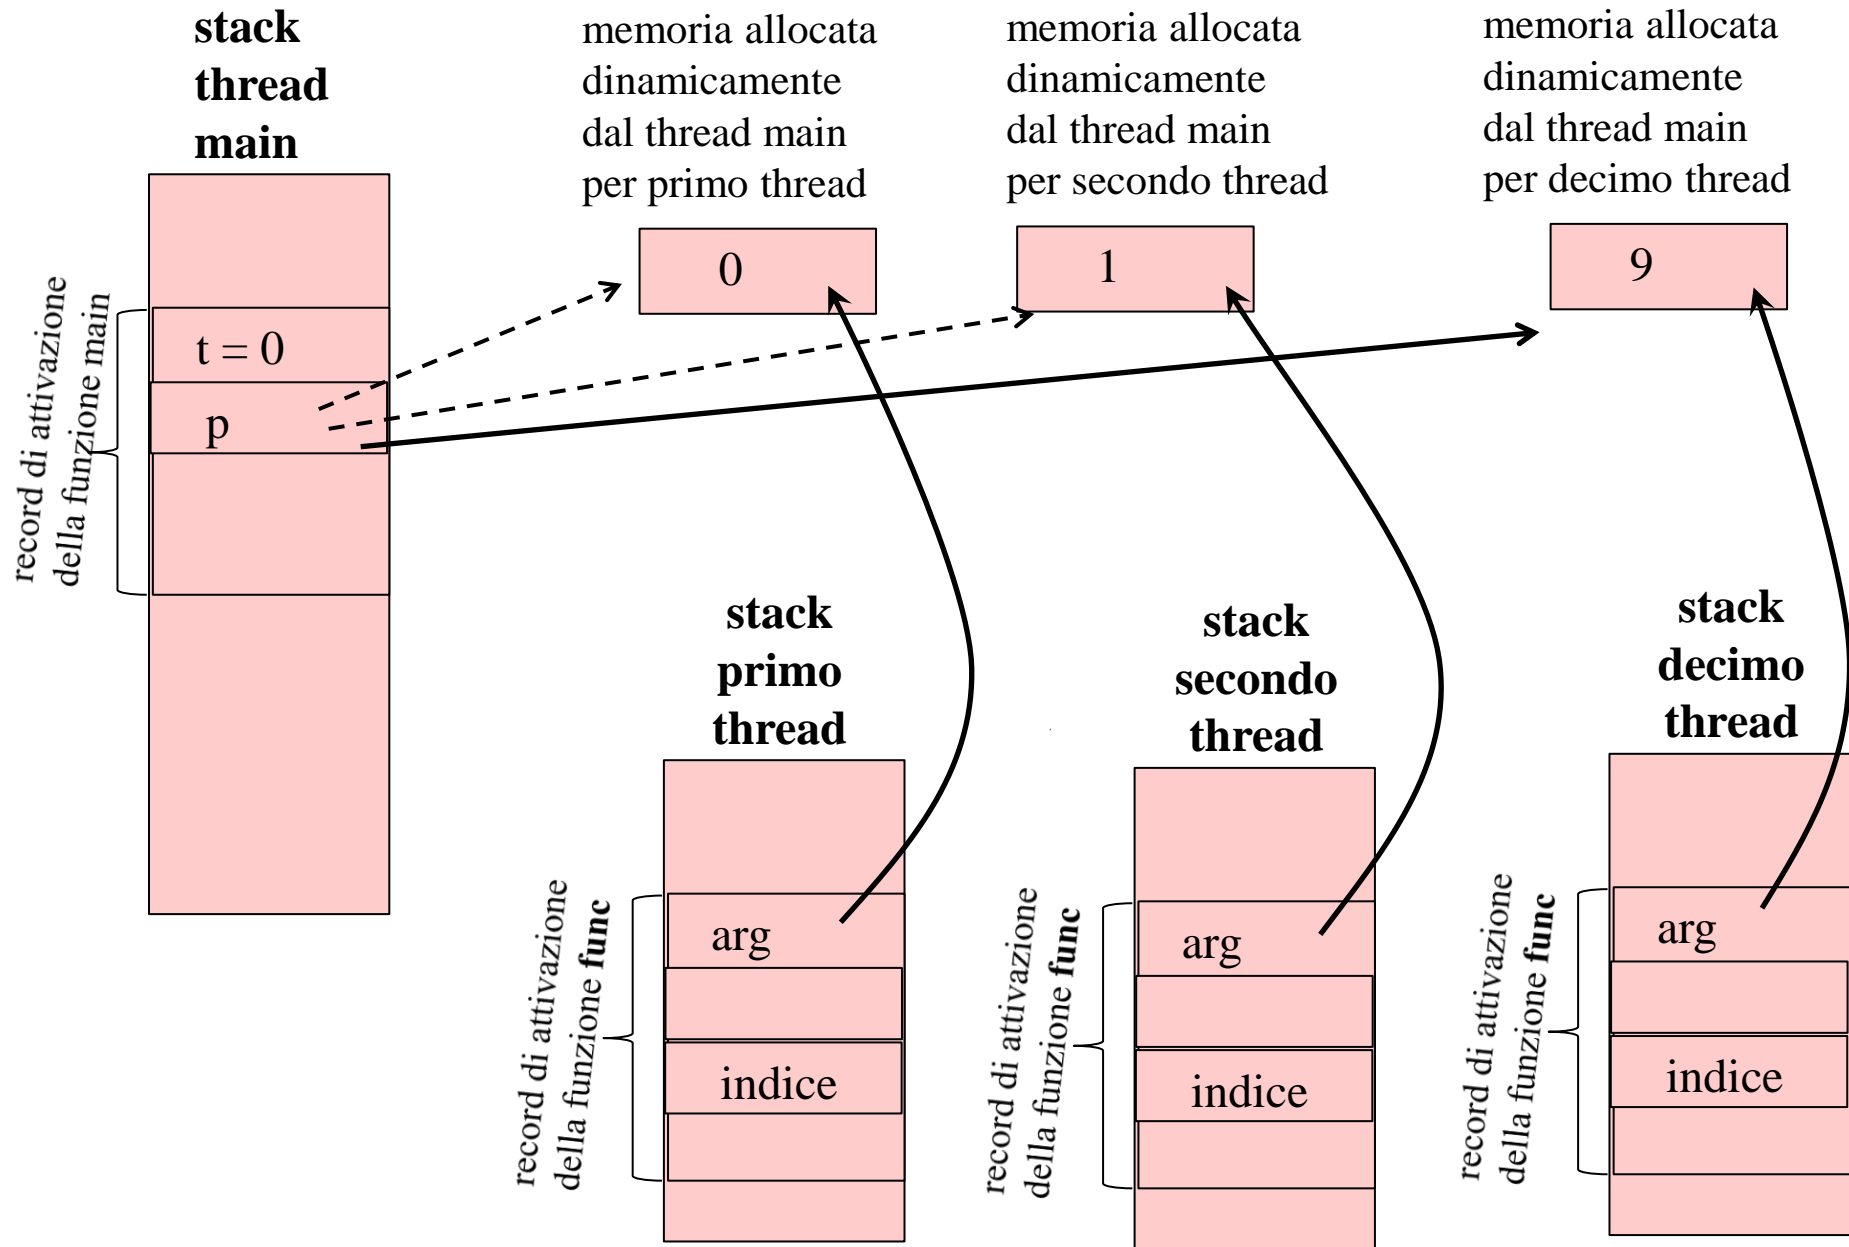 stack
thread
main
memoria allocata
dinamicamente
dal thread main
per primo thread
memoria allocata
dinamicamente
dal thread main
per secondo thread
memoria allocata
dinamicamente
dal thread main
per decimo thread
0
1
9
record di attivazione
della funzione main
t = 0
p
stack
primo
thread
stack
secondo
thread
stack
decimo
thread
record di attivazione
della funzione func
arg
indice
record di attivazione
della funzione func
arg
indice
record di attivazione
della funzione func
arg
indice